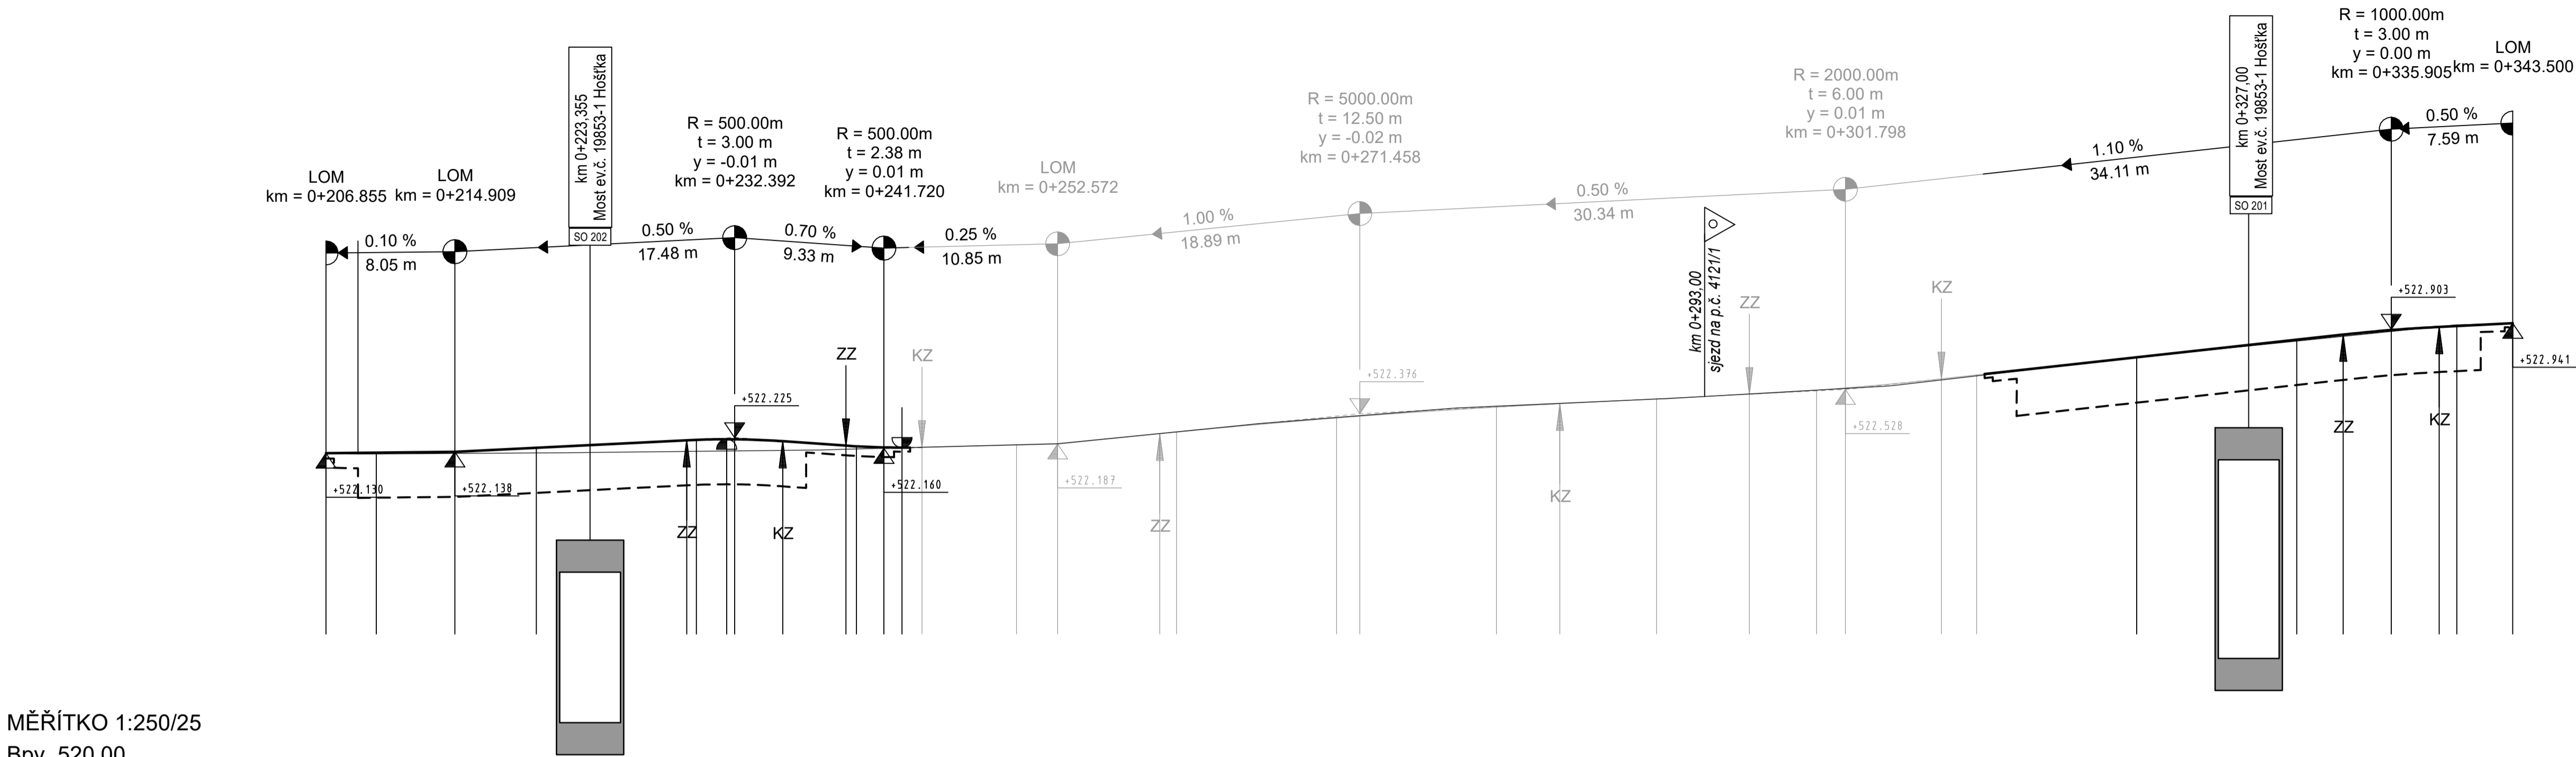 LOM
km = 0+206.855
LOM
km = 0+214.909
km 0+223,355
Most ev.č. 19853-1 Hošťka
SO 202
R = 500.00m
t = 3.00 m
y = -0.01 m
km = 0+232.392
R = 500.00m
t = 2.38 m
y = 0.01 m
km = 0+241.720
LOM
km = 0+252.572
R = 5000.00m
t = 12.50 m
y = -0.02 m
km = 0+271.458
R = 2000.00m
t = 6.00 m
y = 0.01 m
km = 0+301.798
km 0+327,00
Most ev.č. 19853-1 Hošťka
SO 201
R = 1000.00m
t = 3.00 m
y = 0.00 m
km = 0+335.905
LOM
km = 0+343.500
0.10 %
8.05 m
0.50 %
17.48 m
0.70 %
9.33 m
0.25 %
10.85 m
1.00 %
18.89 m
0.50 %
30.34 m
1.10 %
34.11 m
0.50 %
7.59 m
km 0+293,00
sjezd na p.č. 4121/1
ZZ
KZ
ZZ
KZ
+522.903
+522.941
+522.376
+522.225
+522.528
ZZ
KZ
+522.130
+522.138
+522.160
+522.187
ZZ
KZ
ZZ
KZ
MĚŘÍTKO 1:250/25
Bpv 520.00